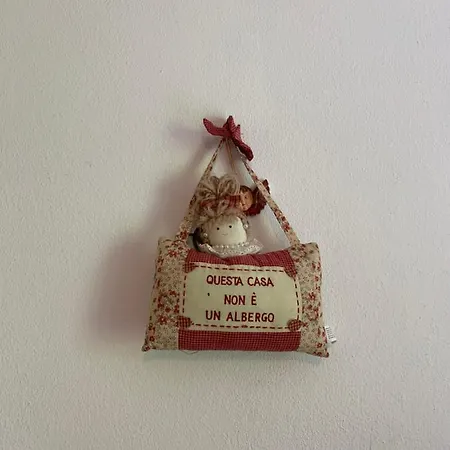 QUESTA CASA
NON È
UN ALBERGO